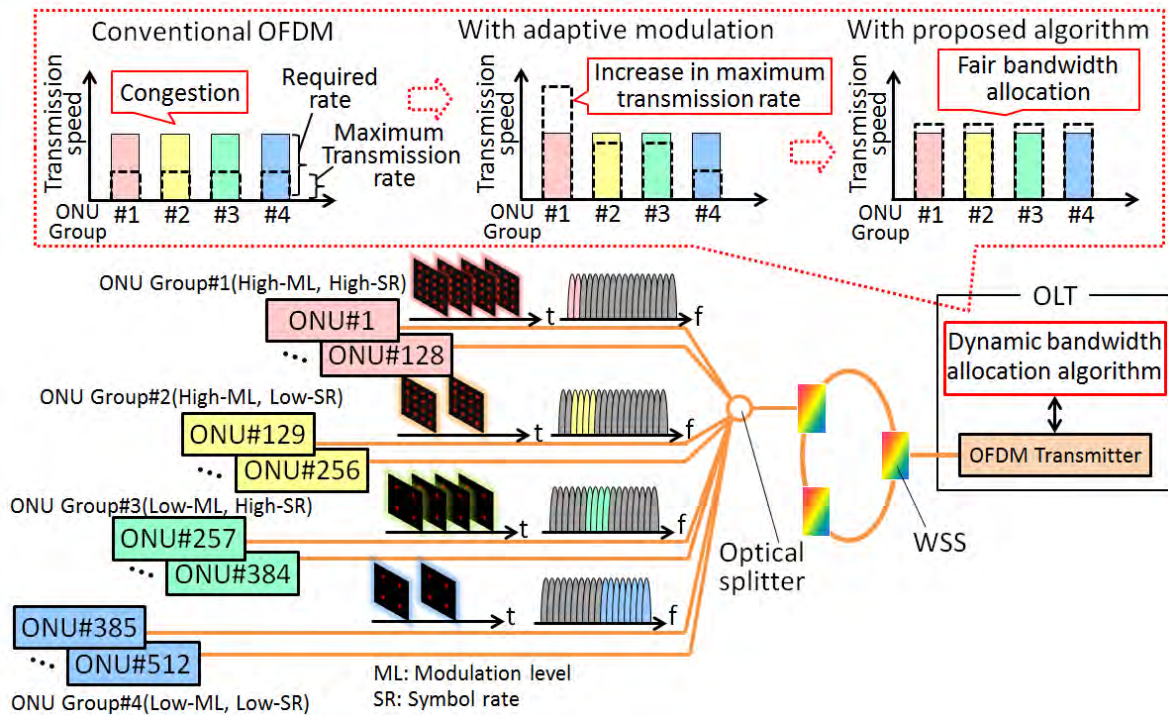 Conventional OFDM
With adaptive modulation
With proposed algorithm
Transmission
speed
Congestion
Required
rate
Maximum
Transmission
rate
ONU
Group
#1 #2 #3 #4
Transmission
speed
Increase in maximum
transmission rate
ONU
Group
#1 #2 #3 #4
Transmission
speed
Fair bandwidth
allocation
ONU
Group
#1 #2 #3 #4
ONU Group#1(High-ML, High-SR)
ONU#1
... ONU#128
t
f
ONU Group#2(High-ML, Low-SR)
ONU#129
... ONU#256
t
f
ONU Group#3(Low-ML, High-SR)
ONU#257
... ONU#384
t
f
ONU#385
... ONU#512
t
f
ONU Group#4(Low-ML, Low-SR)
ML: Modulation level
SR: Symbol rate
Optical
splitter
WSS
OLT
Dynamic bandwidth
allocation algorithm
OFDM Transmitter